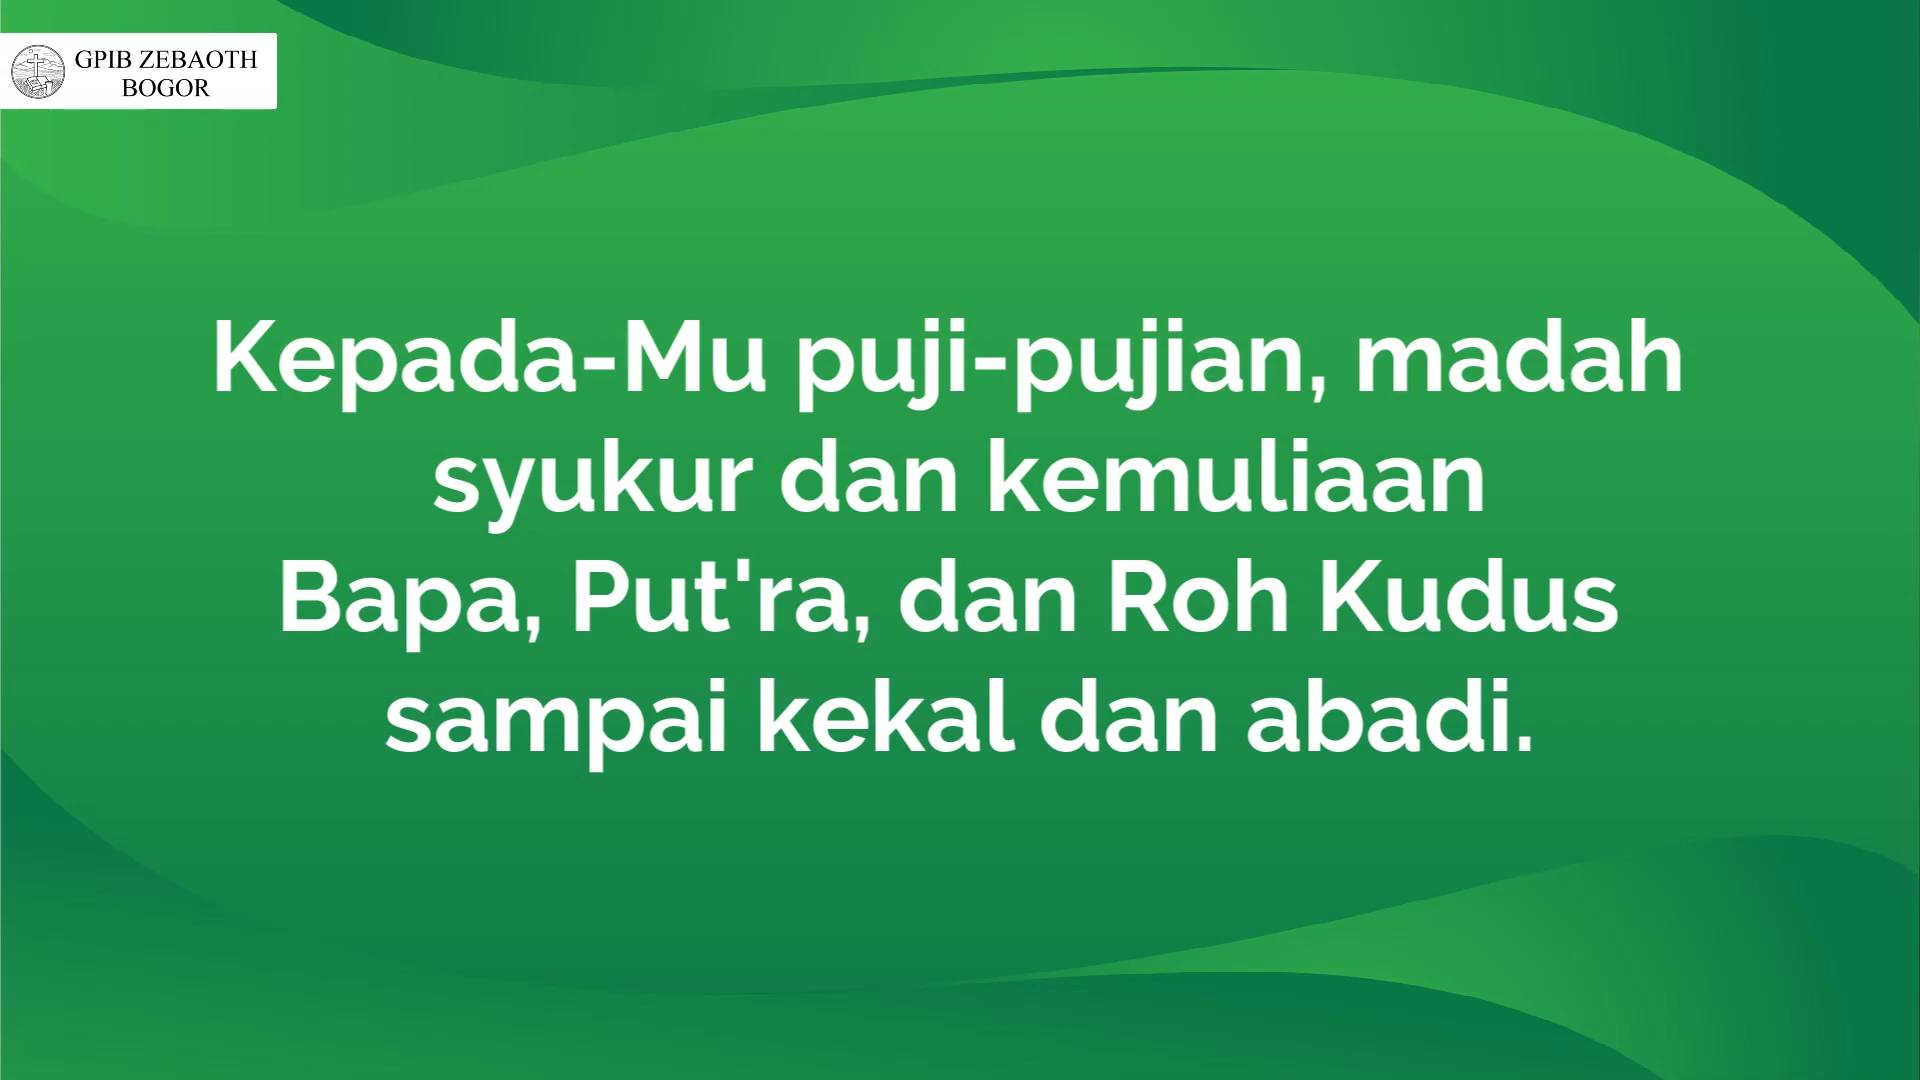 GPIB ZEBAOTH
BOGOR
Kepada-Mu puji-pujian, madah
syukur dan kemuliaan
Bapa, Put'ra, dan Roh Kudus
sampai kekal dan abadi.